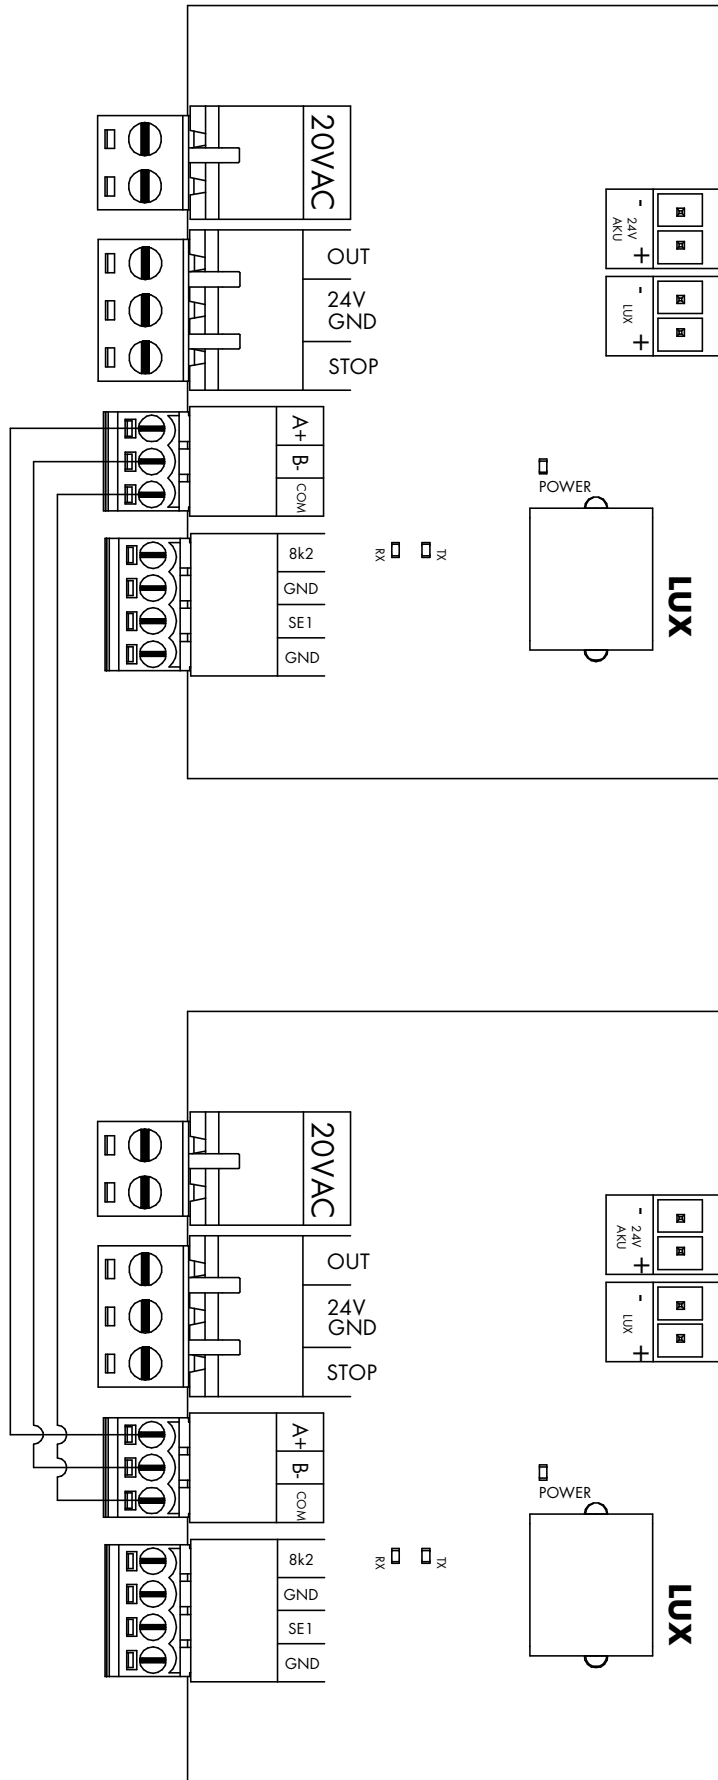 20VAC
OUT
24V
GND
STOP
A+
B-
COM
8k2
GND
SE1
GND
- 24V +
AKU
- LUX +
POWER
RX
TX
LUX
20VAC
OUT
24V
GND
STOP
A+
B-
COM
8k2
GND
SE1
GND
- 24V +
AKU
- LUX +
POWER
RX
TX
LUX